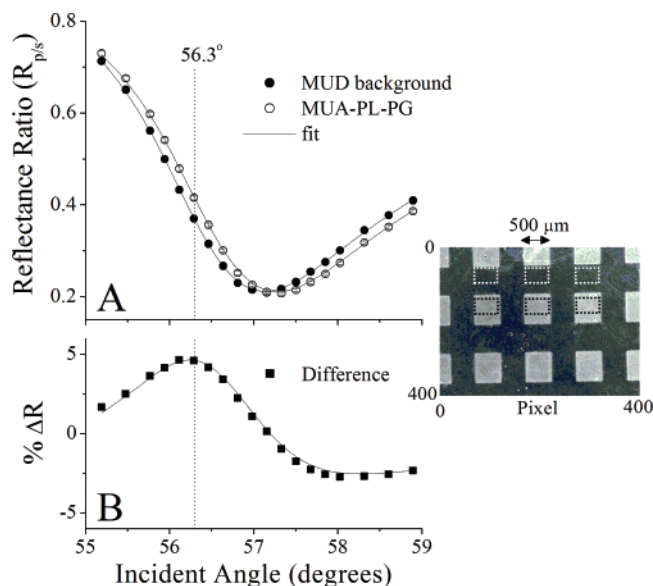 0.8
0.6
0.4
0.2
Reflectance Ratio (Rp/s)
56.3°
MUD background
MUA-PL-PG
fit
A
5
0
-5
% ΔR
Difference
B
55 56 57 58 59
Incident Angle (degrees)
500 µm
0
400
0 Pixel 400